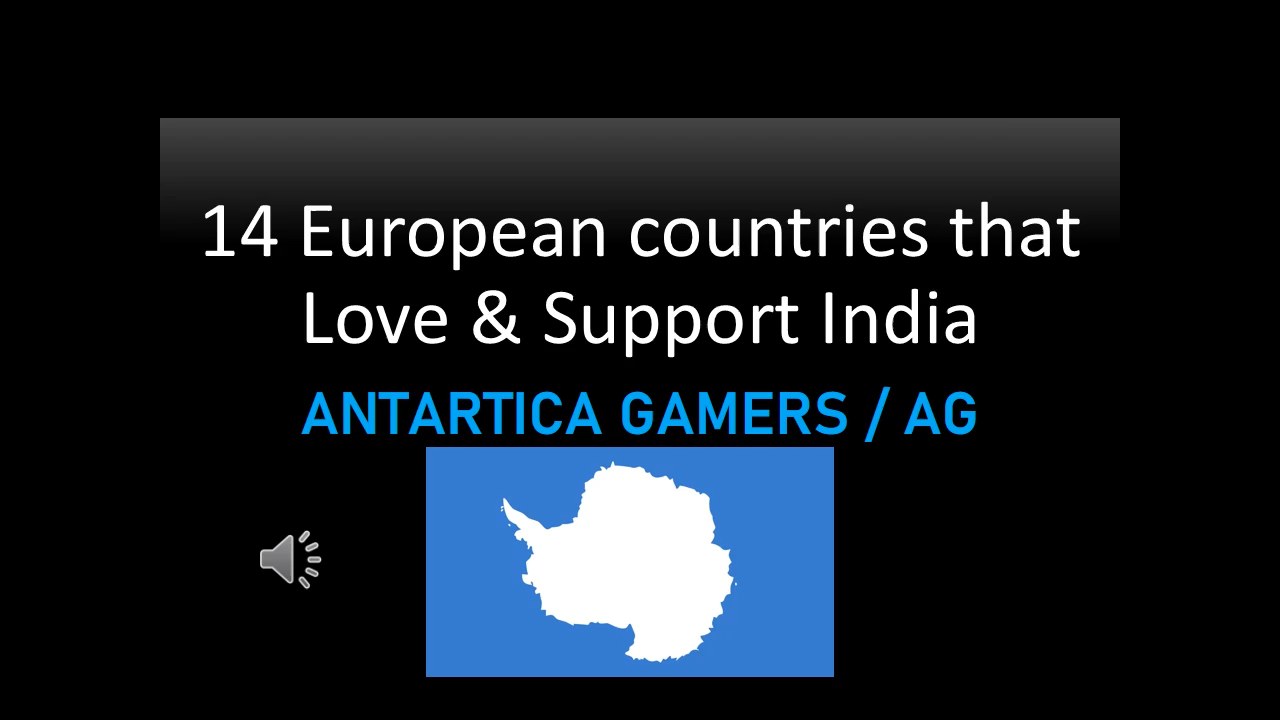 14 European countries that
Love & Support India
ANTARTICA GAMERS / AG